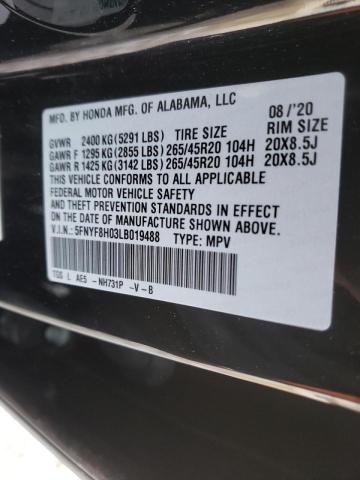 MFD. BY HONDA MFG. OF ALABAMA, LLC 08/'20
GVWR 2400 KG(5291 LBS) TIRE SIZE RIM SIZE
GAWR F 1295 KG(2855 LBS) 265/45R20 104H 20X8.5J
GAWR R 1425 KG(3142 LBS) 265/45R20 104H 20X8.5J
THIS VEHICLE CONFORMS TO ALL APPLICABLE
FEDERAL MOTOR VEHICLE SAFETY
AND THEFT PREVENTION STANDARDS IN EFFECT
ON THE DATE OF MANUFACTURE SHOWN ABOVE.
V.I.N.: 5FNYF8H03LB019488 TYPE: MPV
TGS L AE5 -NH731P -V-B